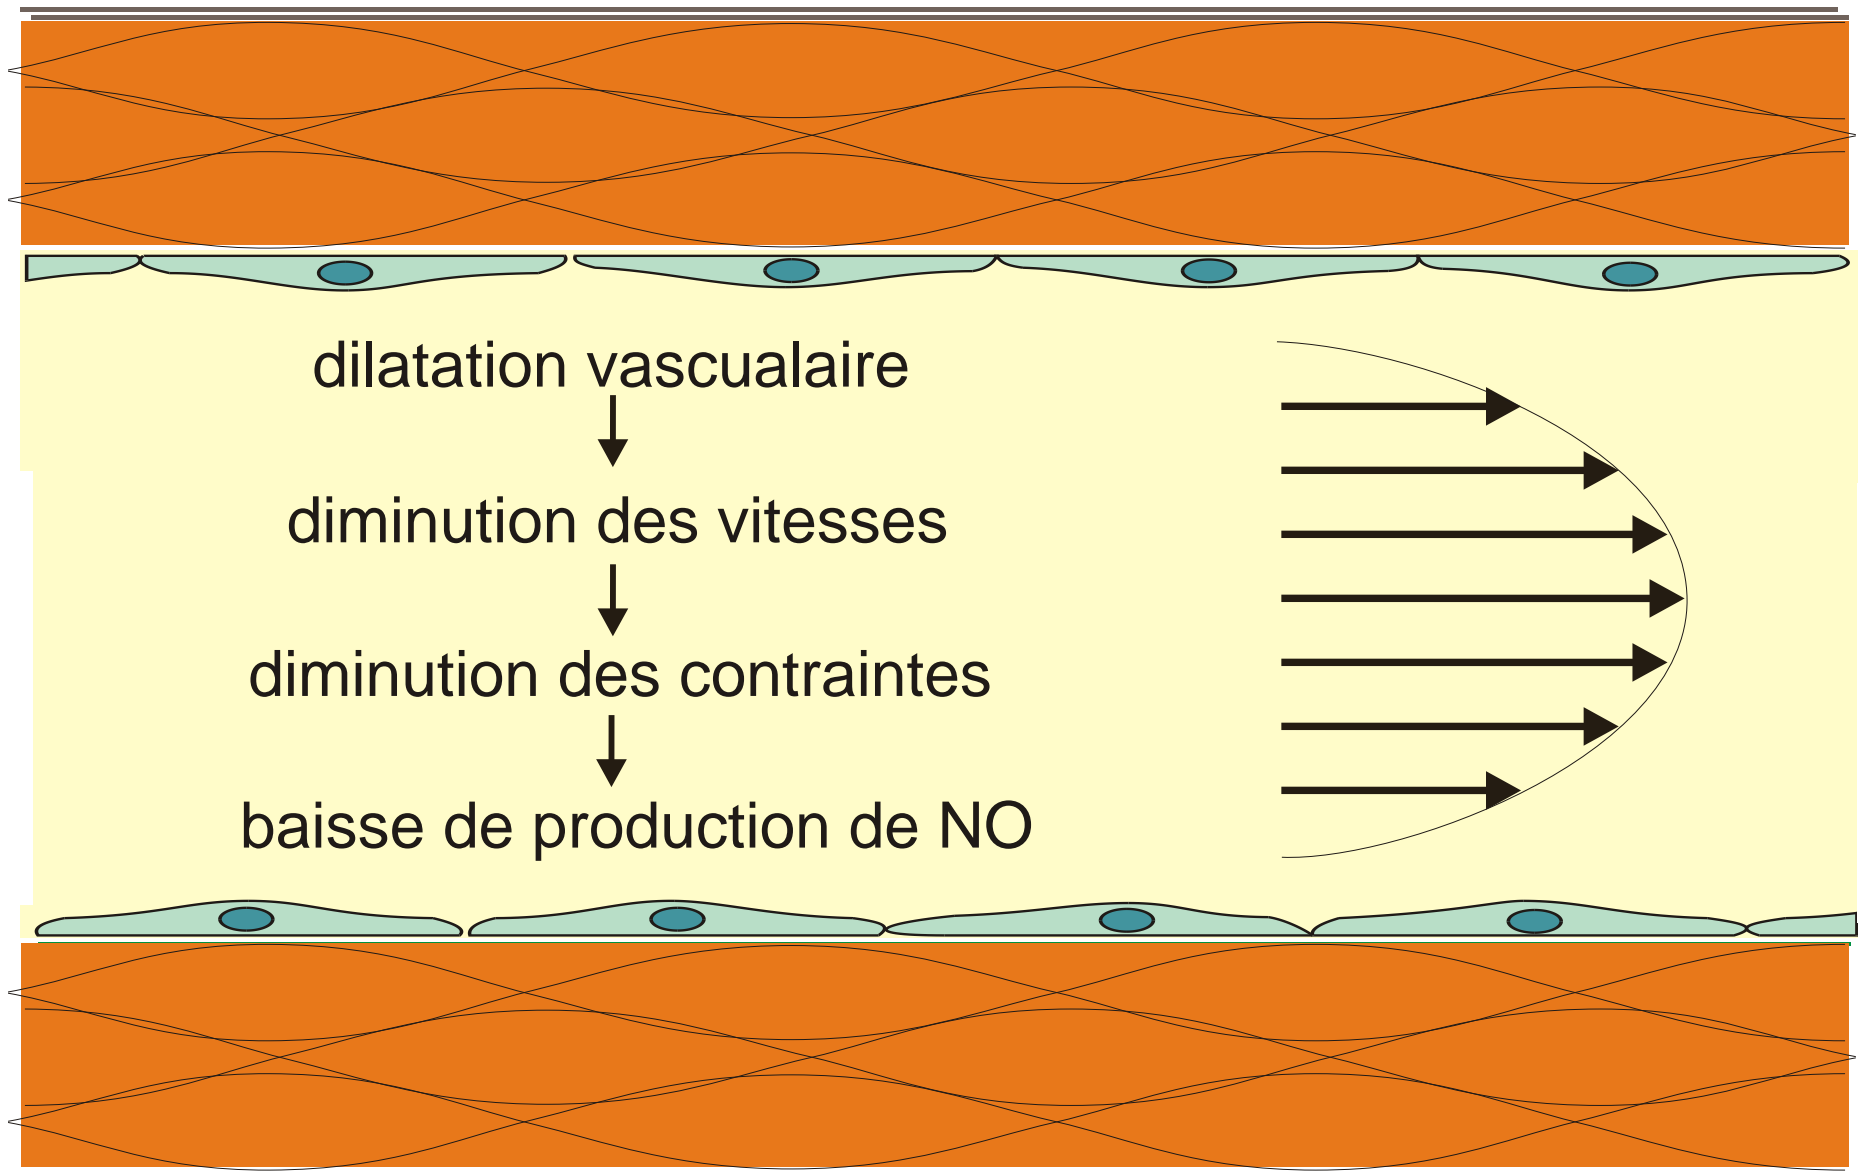 dilatation vascualaire
diminution des vitesses
diminution des contraintes
baisse de production de NO